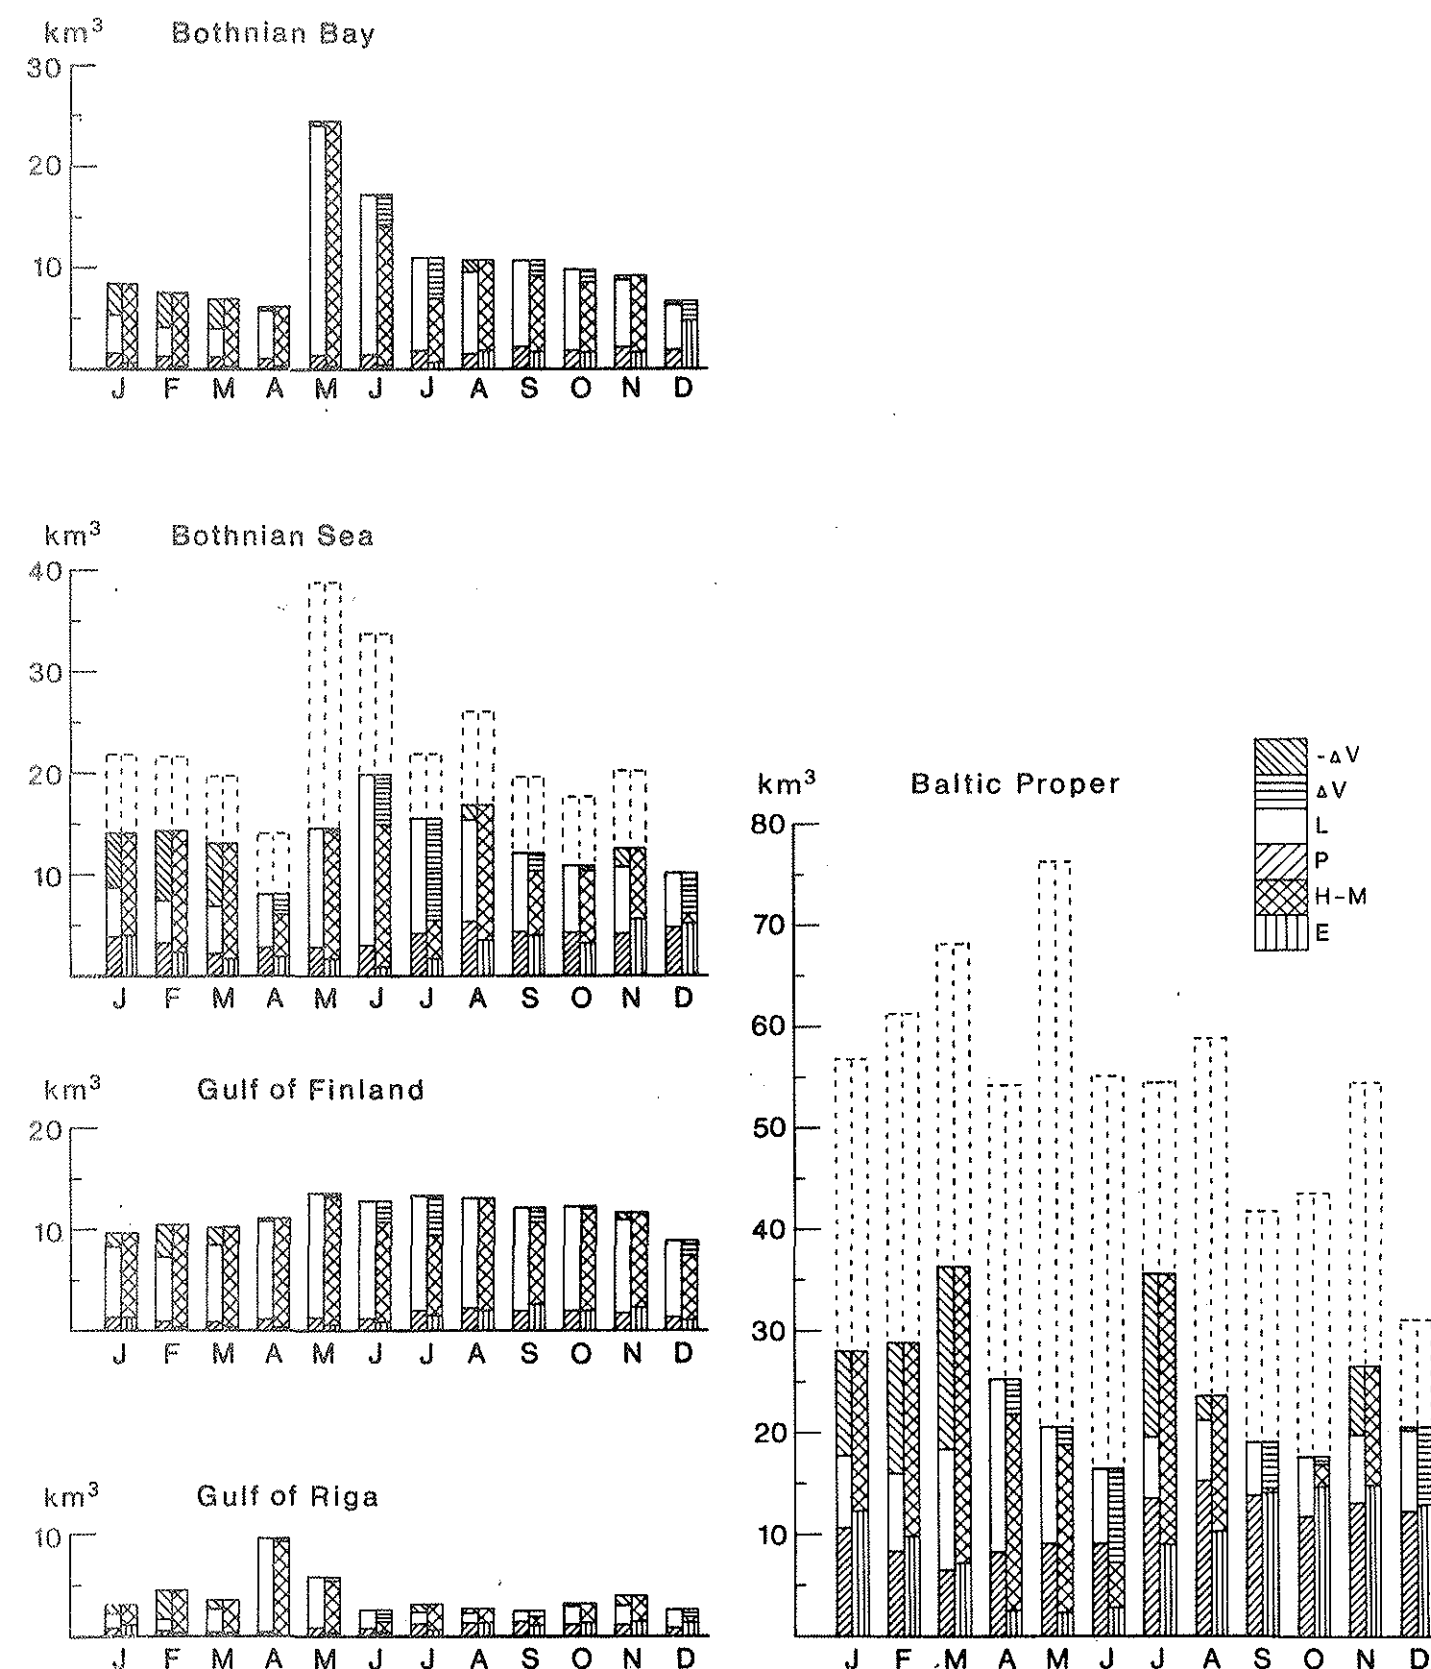 km³ Bothnian Bay
30
20
10
J F M A M J J A S O N D
km³ Bothnian Sea
40
30
20
10
J F M A M J J A S O N D
km³ Gulf of Finland
20
10
J F M A M J J A S O N D
km³ Gulf of Riga
10
J F M A M J J A S O N D
km³ Baltic Proper
80
70
60
50
40
30
20
10
J F M A M J J A S O N D
-ΔV
ΔV
L
P
H-M
E